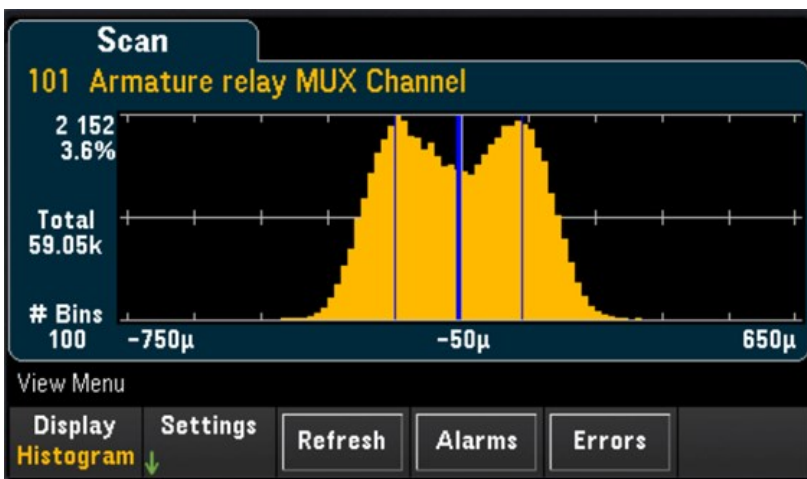 Scan
101 Armature relay MUX Channel
2 152
3.6%
Total
59.05k
# Bins
100
-750µ -50µ 650µ
View Menu
Display Settings Refresh Alarms Errors
Histogram